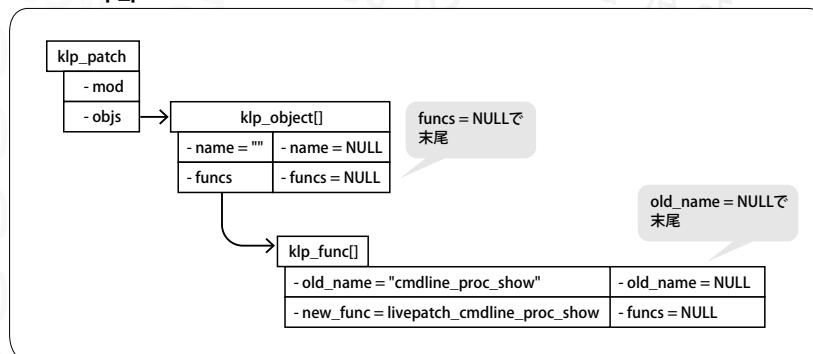 klp_patch
- mod
- objs
klp_object[]
- name = ""
- name = NULL
- funcs
- funcs = NULL
funcs = NULLで
末尾
old_name = NULLで
末尾
klp_func[]
- old_name = "cmdline_proc_show"
- old_name = NULL
- new_func = livepatch_cmdline_proc_show
- funcs = NULL